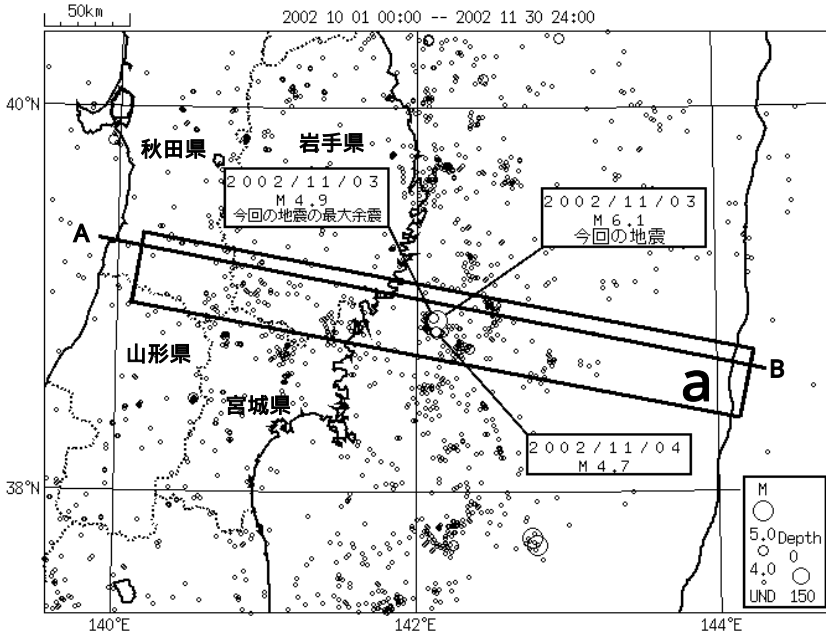 50km
2002 10 01 00:00 -- 2002 11 30 24:00
40°N
秋田県
岩手県
2002/11/03
M 4.9
今回の地震の最大余震
2002/11/03
M 6.1
今回の地震
A
山形県
宮城県
a
B
2002/11/04
M 4.7
38°N
M
5.0 Depth
0
4.0
UND 150
140°E
142°E
144°E